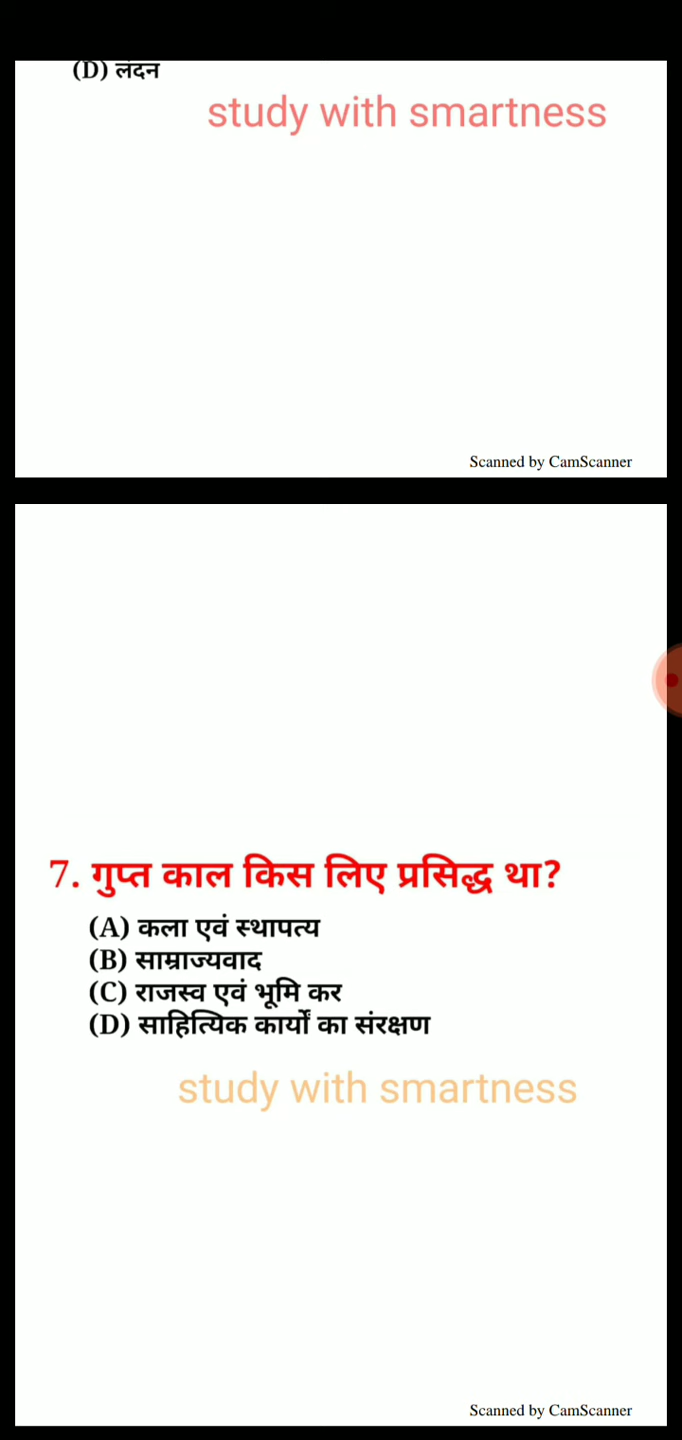 (D) लंदन
study with smartness
Scanned by CamScanner
7. गुप्त काल किस लिए प्रसिद्ध था?
(A) कला एवं स्थापत्य
(B) साम्राज्यवाद
(C) राजस्व एवं भूमि कर
(D) साहित्यिक कार्यों का संरक्षण
study with smartness
Scanned by CamScanner